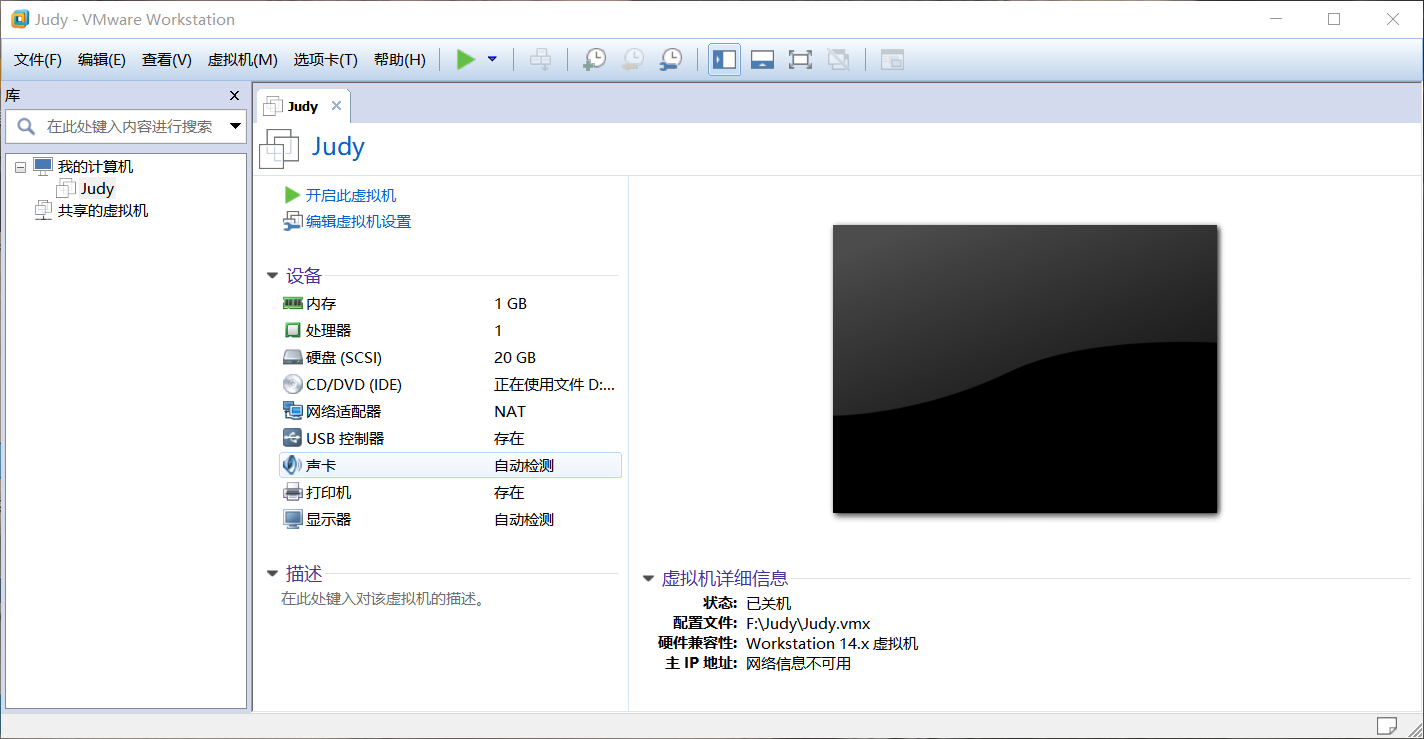 Judy - VMware Workstation
文件(F) 编辑(E) 查看(V) 虚拟机(M) 选项卡(T) 帮助(H)
库
在此处键入内容进行搜索
我的计算机
Judy
共享的虚拟机
Judy
Judy
开启此虚拟机
编辑虚拟机设置
设备
内存 1 GB
处理器 1
硬盘 (SCSI) 20 GB
CD/DVD (IDE) 正在使用文件 D:...
网络适配器 NAT
USB 控制器 存在
声卡 自动检测
打印机 存在
显示器 自动检测
描述
在此处键入对该虚拟机的描述。
虚拟机详细信息
状态: 已关机
配置文件: F:\Judy\Judy.vmx
硬件兼容性: Workstation 14.x 虚拟机
主 IP 地址: 网络信息不可用